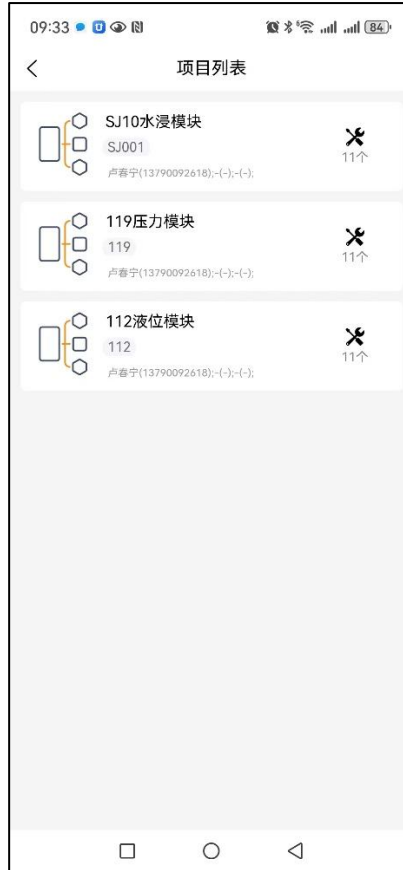 09:33
84
项目列表
SJ10水浸模块
SJ001
11个
卢春宁(13790092618);-(-);-(-);
119压力模块
119
11个
卢春宁(13790092618);-(-);-(-);
112液位模块
112
11个
卢春宁(13790092618);-(-);-(-);